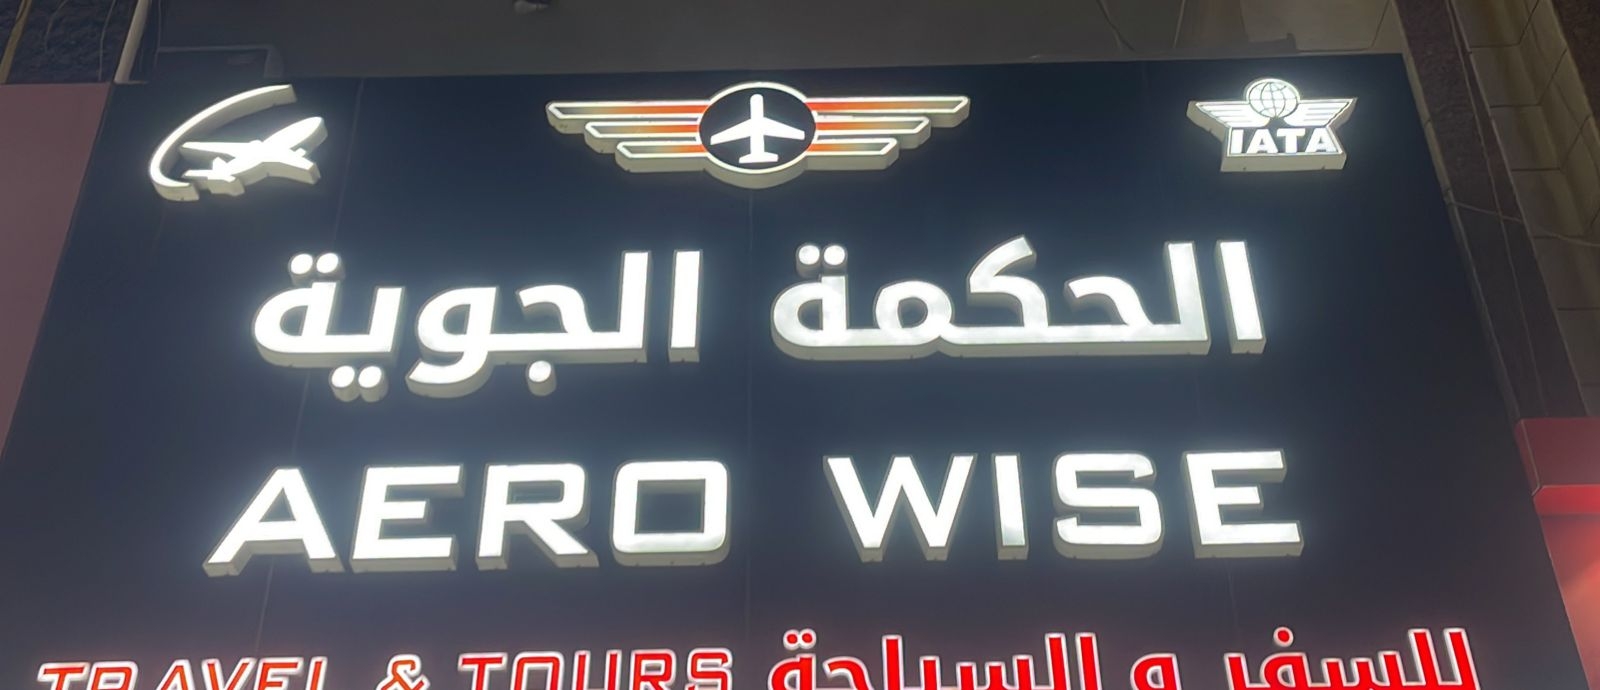 IATA
الحكمة الجوية
AERO WISE
للسفر و السياحة
TRAVEL & TOURS